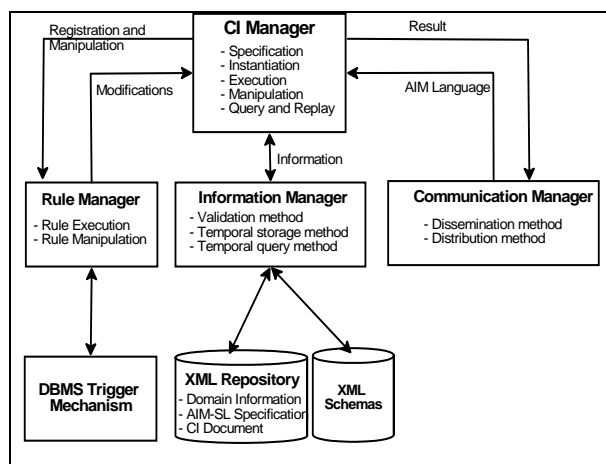 CI Manager
- Specification
- Instantiation
- Execution
- Manipulation
- Query and Replay
Registration and
Manipulation
Modifications
Result
AIM Language
Information
Rule Manager
- Rule Execution
- Rule Manipulation
Information Manager
- Validation method
- Temporal storage method
- Temporal query method
Communication Manager
- Dissemination method
- Distribution method
DBMS Trigger
Mechanism
XML Repository
- Domain Information
- AIM-SL Specification
- CI Document
XML
Schemas